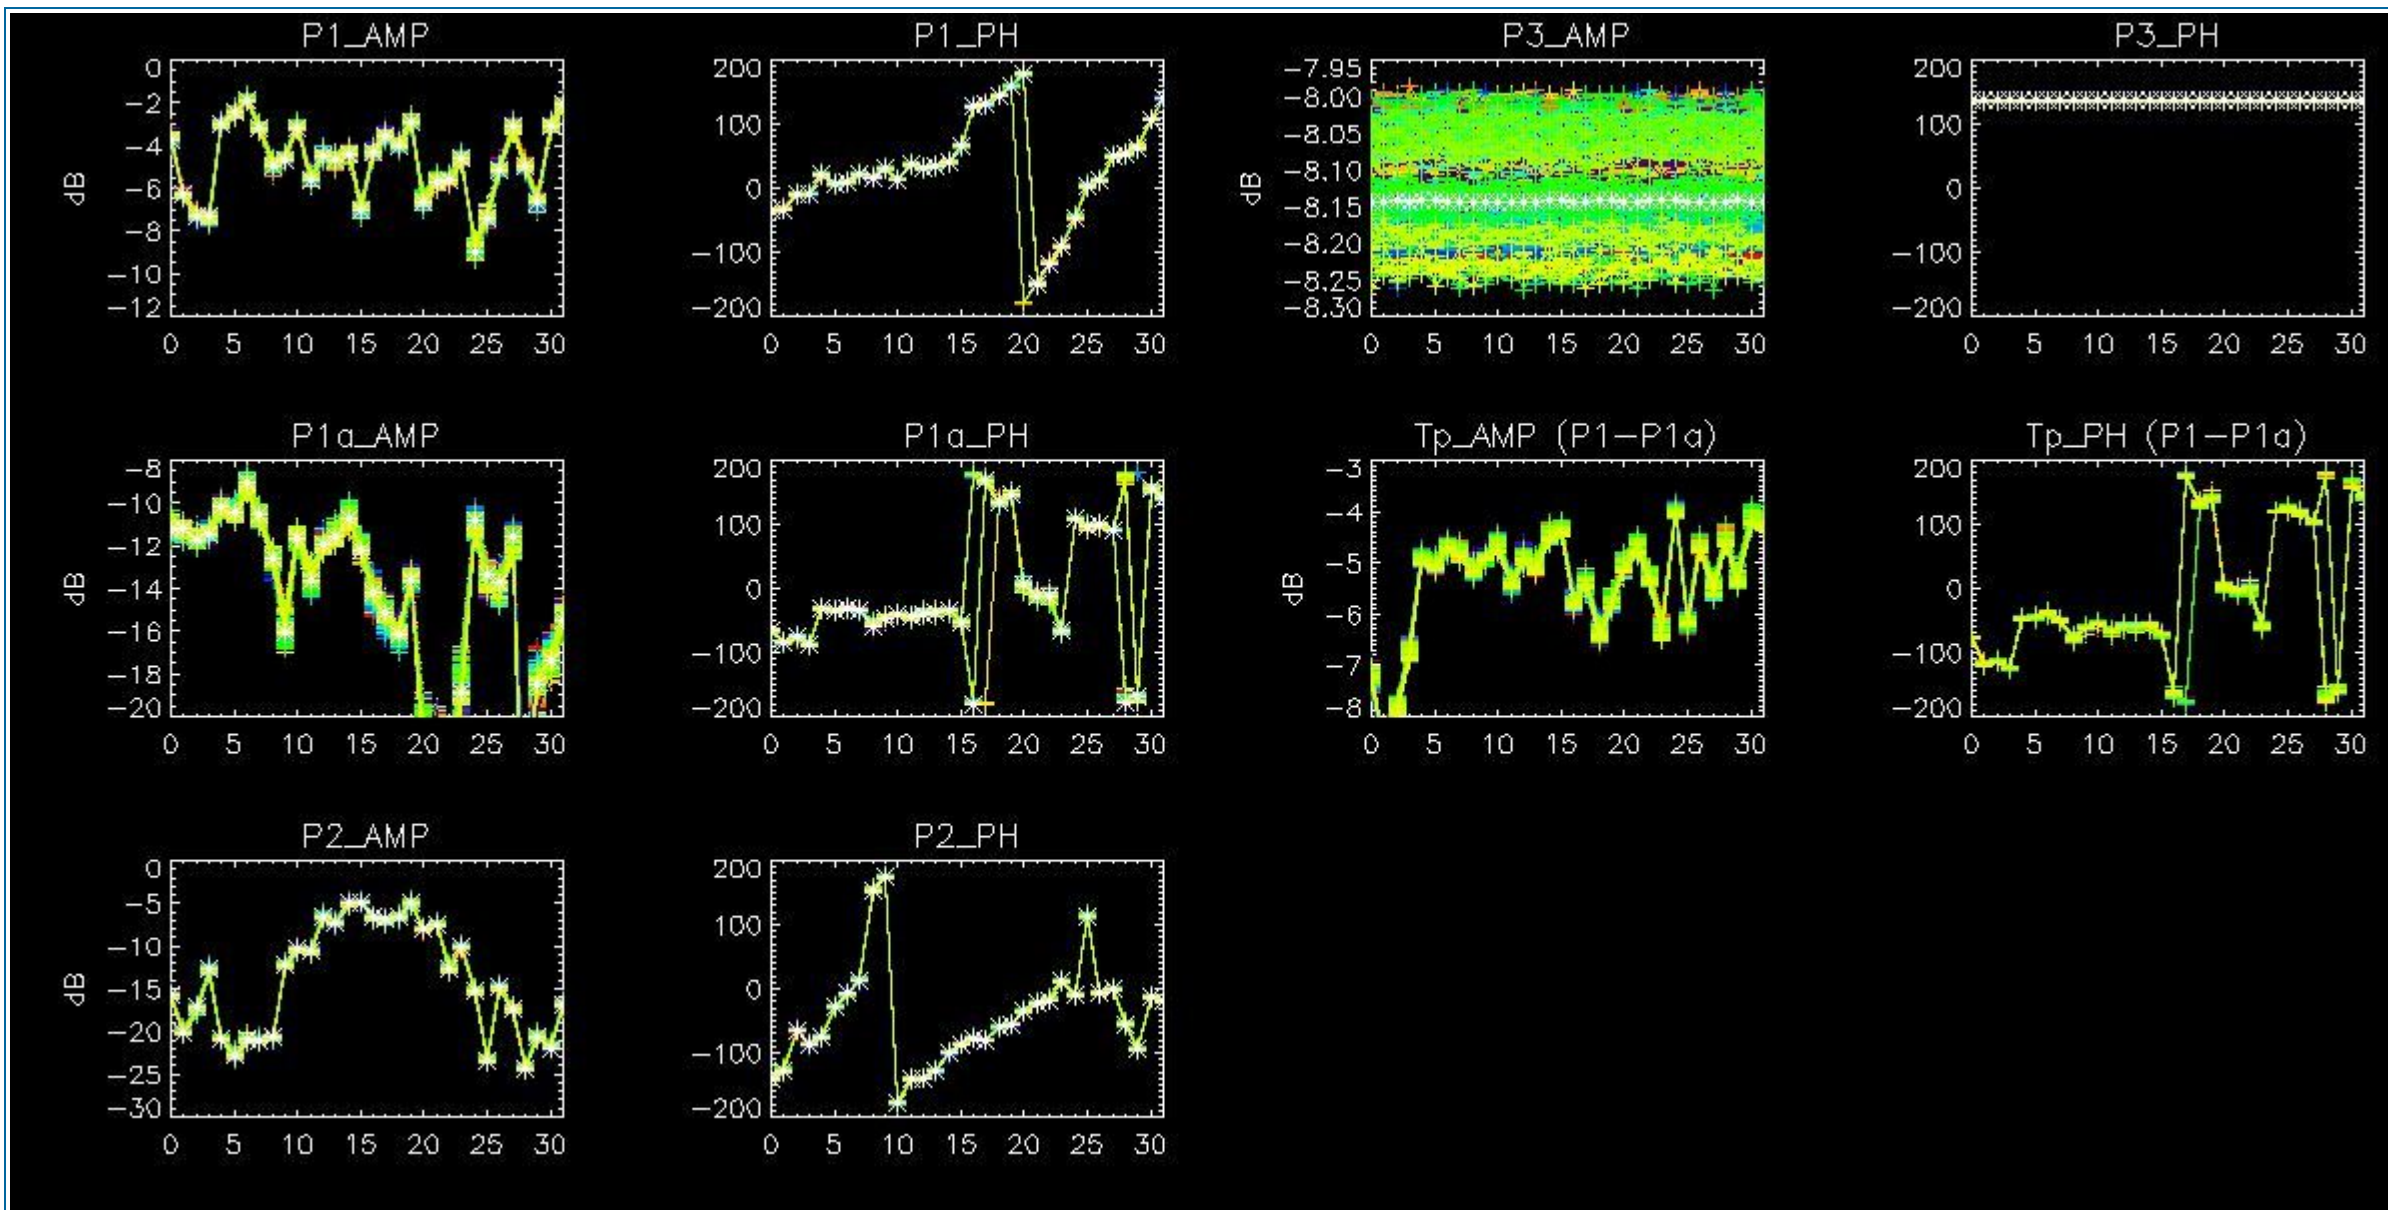 P1_AMP
P1_PH
P3_AMP
P3_PH
0
−2
−4
−6
−8
−10
−12
dB
0 5 10 15 20 25 30
200
100
0
−100
−200
0 5 10 15 20 25 30
−7.95
−8.00
−8.05
−8.10
−8.15
−8.20
−8.25
−8.30
dB
0 5 10 15 20 25 30
200
100
0
−100
−200
0 5 10 15 20 25 30
P1a_AMP
P1a_PH
Tp_AMP (P1−P1a)
Tp_PH (P1−P1a)
−8
−10
−12
−14
−16
−18
−20
dB
0 5 10 15 20 25 30
200
100
0
−100
−200
0 5 10 15 20 25 30
−3
−4
−5
−6
−7
−8
dB
0 5 10 15 20 25 30
200
100
0
−100
−200
0 5 10 15 20 25 30
P2_AMP
P2_PH
0
−5
−10
−15
−20
−25
−30
dB
0 5 10 15 20 25 30
200
100
0
−100
−200
0 5 10 15 20 25 30